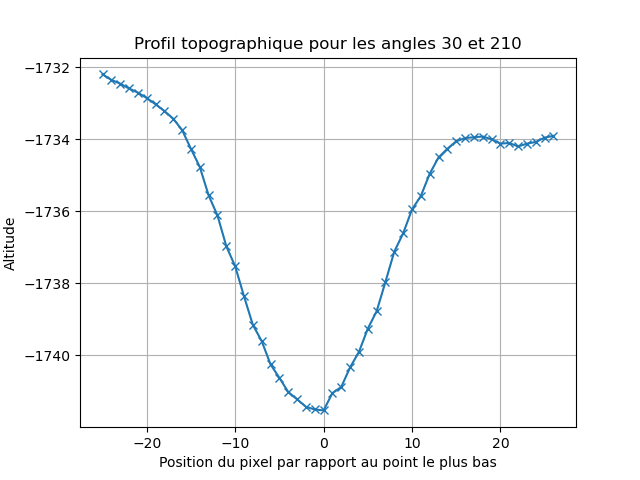 Profil topographique pour les angles 30 et 210
−1732
−1734
−1736
−1738
−1740
Altitude
−20 −10 0 10 20
Position du pixel par rapport au point le plus bas